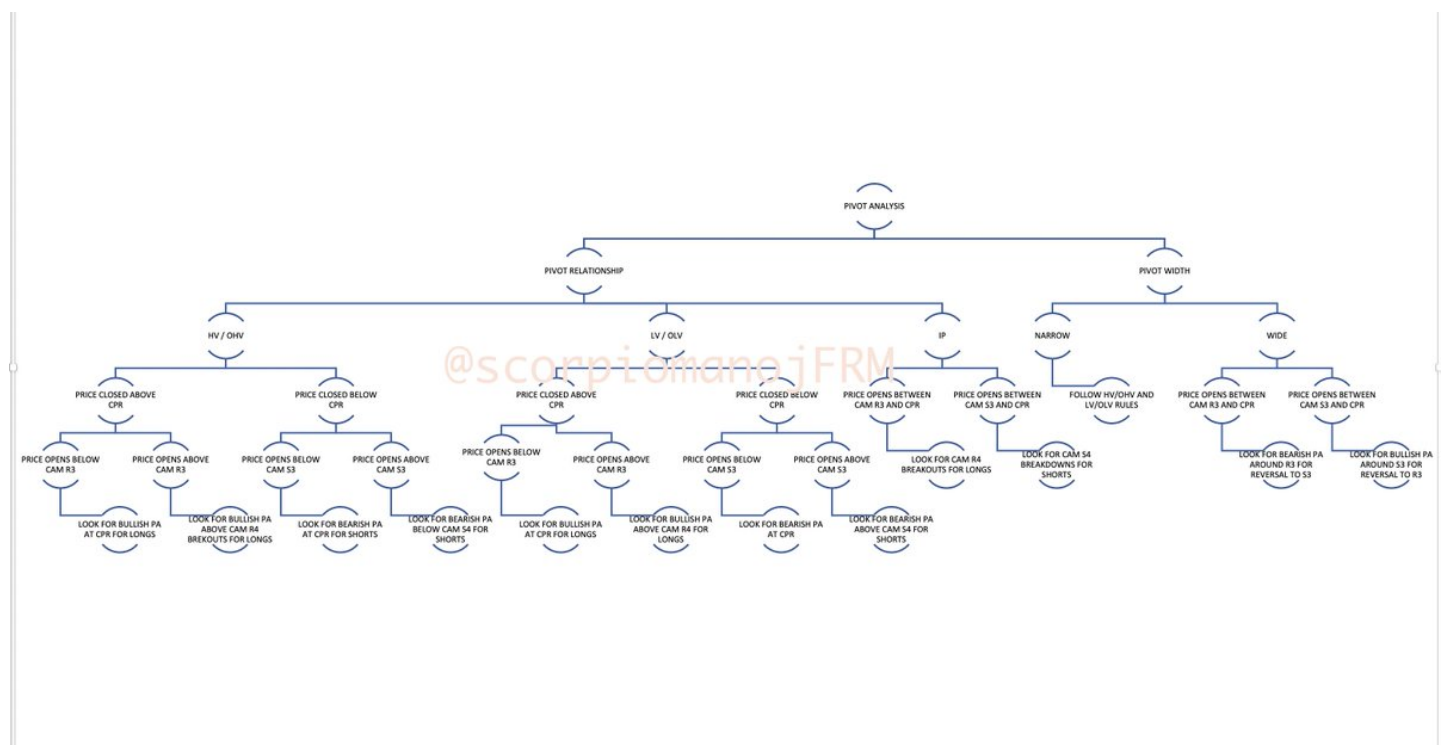 PIVOT ANALYSIS
PIVOT RELATIONSHIP
PIVOT WIDTH
HV / OHV
LV / OLV
IP
NARROW
WIDE
@scorpiomanojFRM
PRICE CLOSED ABOVE
CPR
PRICE CLOSED BELOW
CPR
PRICE CLOSED ABOVE
CPR
PRICE CLOSED BELOW
CPR
PRICE OPENS BETWEEN
CAM R3 AND CPR
PRICE OPENS BETWEEN
CAM S3 AND CPR
FOLLOW HV/OHV AND
LV/OLV RULES
PRICE OPENS BETWEEN
CAM R3 AND CPR
PRICE OPENS BETWEEN
CAM S3 AND CPR
PRICE OPENS BELOW
CAM R3
PRICE OPENS ABOVE
CAM R3
PRICE OPENS BELOW
CAM S3
PRICE OPENS ABOVE
CAM S3
PRICE OPENS BELOW
CAM R3
PRICE OPENS ABOVE
CAM R3
PRICE OPENS BELOW
CAM S3
PRICE OPENS ABOVE
CAM S3
LOOK FOR CAM R4
BREAKOUTS FOR LONGS
LOOK FOR CAM S4
BREAKDOWNS FOR
SHORTS
LOOK FOR BEARISH PA
AROUND R3 FOR
REVERSAL TO S3
LOOK FOR BULLISH PA
AROUND S3 FOR
REVERSAL TO R3
LOOK FOR BULLISH PA
AT CPR FOR LONGS
LOOK FOR BULLISH PA
ABOVE CAM R4
BREKOUTS FOR LONGS
LOOK FOR BEARISH PA
AT CPR FOR SHORTS
LOOK FOR BEARISH PA
BELOW CAM S4 FOR
SHORTS
LOOK FOR BULLISH PA
AT CPR FOR LONGS
LOOK FOR BULLISH PA
ABOVE CAM R4 FOR
LONGS
LOOK FOR BEARISH PA
AT CPR
LOOK FOR BEARISH PA
ABOVE CAM S4 FOR
SHORTS